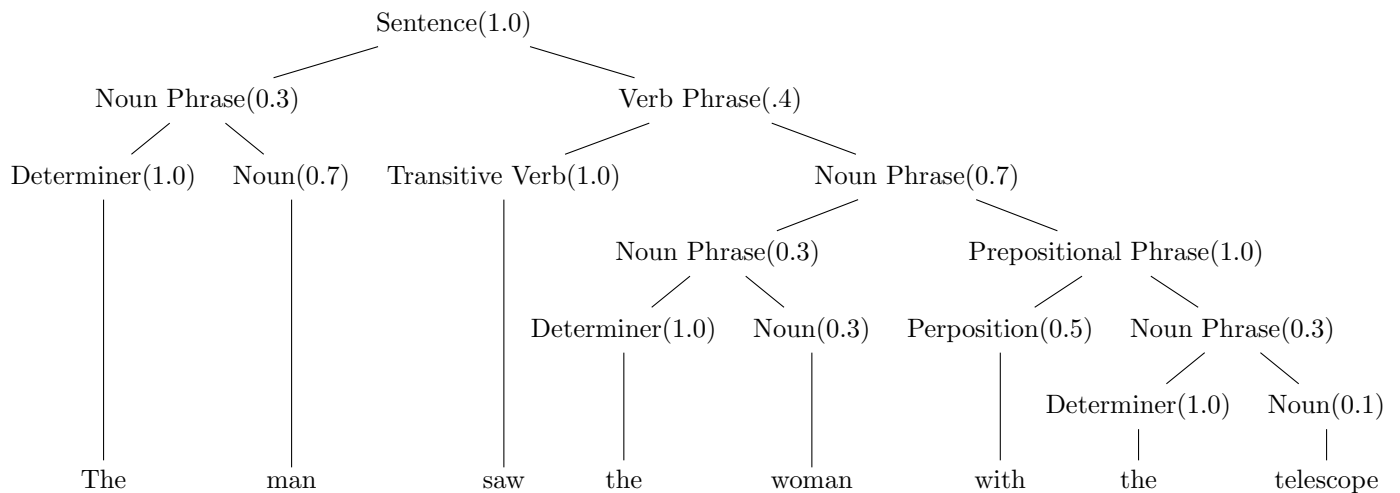 Sentence(1.0)
Noun Phrase(0.3) Verb Phrase(.4)
Determiner(1.0) Noun(0.7) Transitive Verb(1.0) Noun Phrase(0.7)
Noun Phrase(0.3) Prepositional Phrase(1.0)
Determiner(1.0) Noun(0.3) Perposition(0.5) Noun Phrase(0.3)
Determiner(1.0) Noun(0.1)
The man saw the woman with the telescope